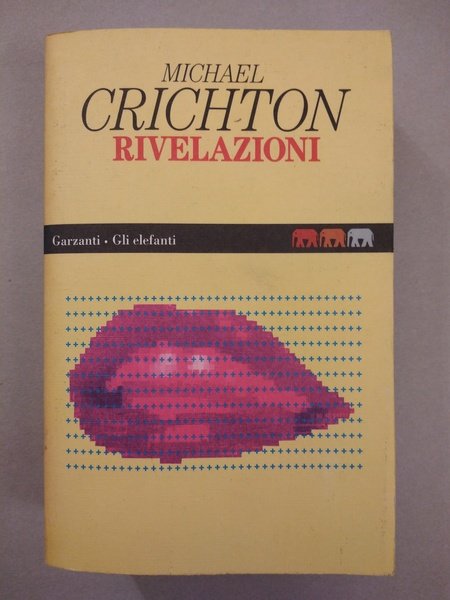 MICHAEL
CRICHTON
RIVELAZIONI
Garzanti • Gli elefanti